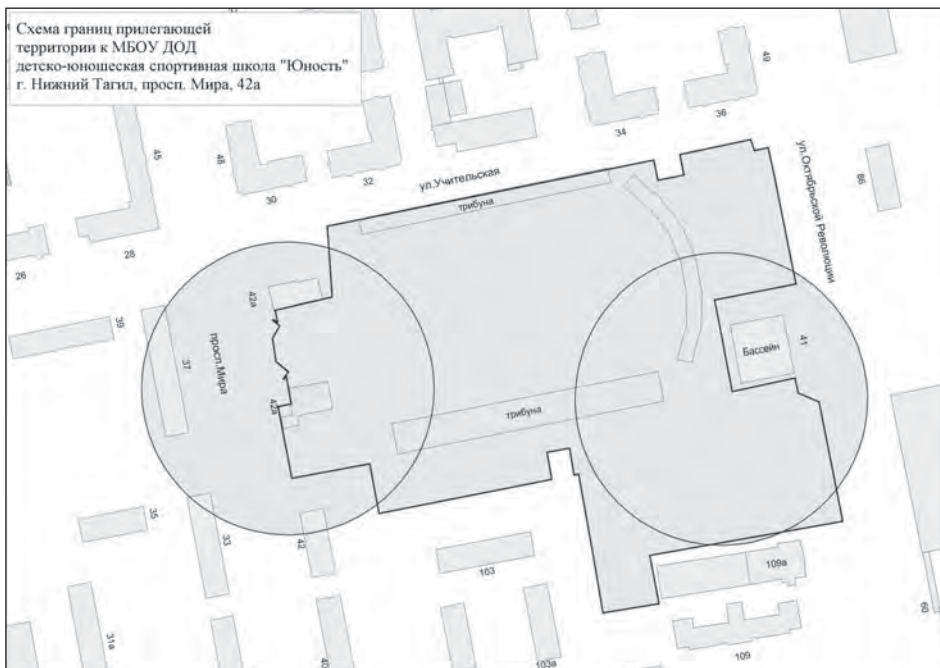 Схема границ прилегающей
территории к МБОУ ДОД
детско-юношеская спортивная школа "Юность"
г. Нижний Тагил, просп. Мира, 42а
49
45
48
34
36
32
ул.Учительская
30
ул.Октябрьской Революции
86
трибуна
28
26
42а
39
37
просп.Мира
41
Бассейн
42а
трибуна
35
33
42
103
109а
31а
40
103а
109
60